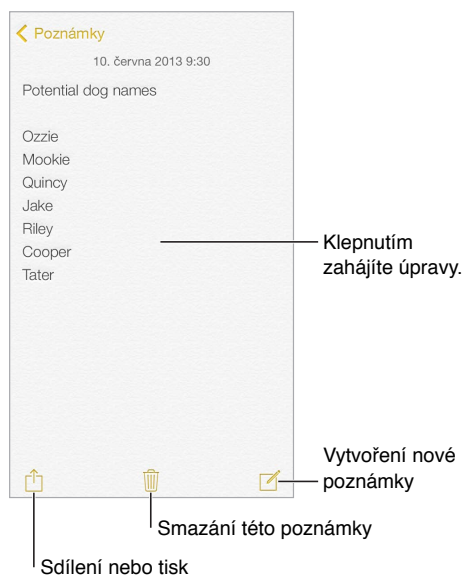 Poznámky
10. června 2013 9:30
Potential dog names
Ozzie
Mookie
Quincy
Jake
Riley
Cooper
Tater
Klepnutím
zahájíte úpravy.
Vytvoření nové
poznámky
Smazání této poznámky
Sdílení nebo tisk